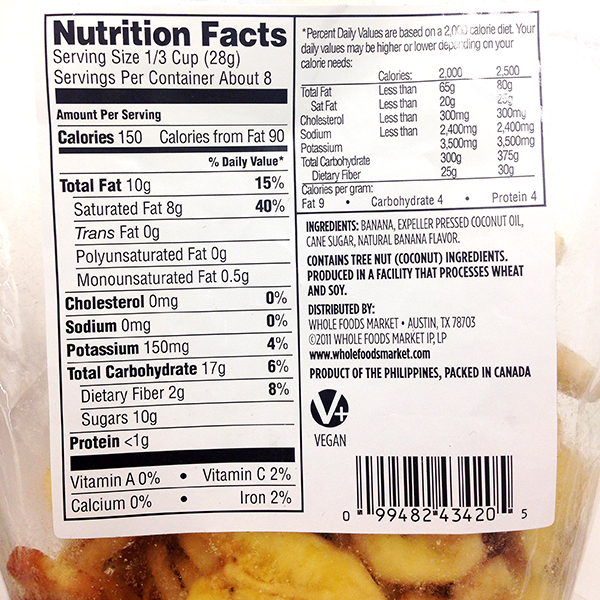 Nutrition Facts
Serving Size 1/3 Cup (28g)
Servings Per Container About 8
Amount Per Serving
Calories 150 Calories from Fat 90
% Daily Value*
Total Fat 10g 15%
Saturated Fat 8g 40%
Trans Fat 0g
Polyunsaturated Fat 0g
Monounsaturated Fat 0.5g
Cholesterol 0mg 0%
Sodium 0mg 0%
Potassium 150mg 4%
Total Carbohydrate 17g 6%
Dietary Fiber 2g 8%
Sugars 10g
Protein <1g
Vitamin A 0% • Vitamin C 2%
Calcium 0% • Iron 2%
*Percent Daily Values are based on a 2,000 calorie diet. Your
daily values may be higher or lower depending on your
calorie needs:
Calories: 2,000 2,500
Total Fat Less than 65g 80g
Sat Fat Less than 20g 25g
Cholesterol Less than 300mg 300mg
Sodium Less than 2,400mg 2,400mg
Potassium 3,500mg 3,500mg
Total Carbohydrate 300g 375g
Dietary Fiber 25g 30g
Calories per gram:
Fat 9 • Carbohydrate 4 • Protein 4
INGREDIENTS: BANANA, EXPELLER PRESSED COCONUT OIL,
CANE SUGAR, NATURAL BANANA FLAVOR.
CONTAINS TREE NUT (COCONUT) INGREDIENTS.
PRODUCED IN A FACILITY THAT PROCESSES WHEAT
AND SOY.
DISTRIBUTED BY:
WHOLE FOODS MARKET • AUSTIN, TX 78703
©2011 WHOLE FOODS MARKET IP, LP
www.wholefoodsmarket.com
PRODUCT OF THE PHILIPPINES, PACKED IN CANADA
V+
VEGAN
0 99482 43420 5